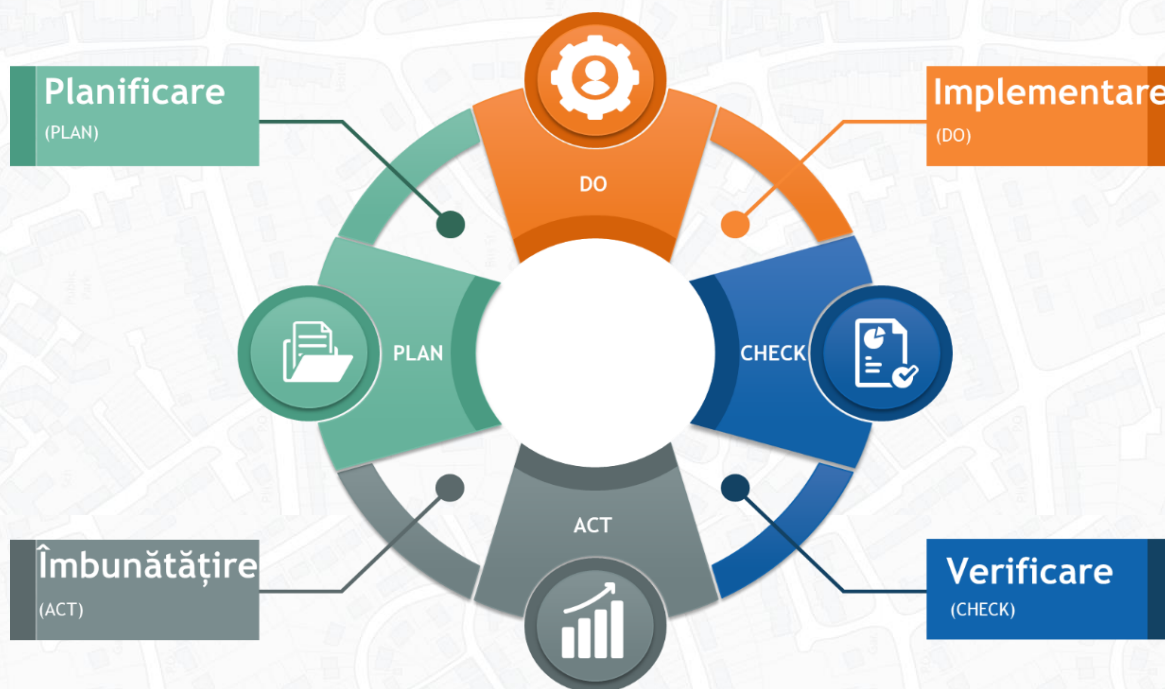 Planificare
(PLAN)
Implementare
(DO)
DO
PLAN
CHECK
ACT
Îmbunătățire
(ACT)
Verificare
(CHECK)